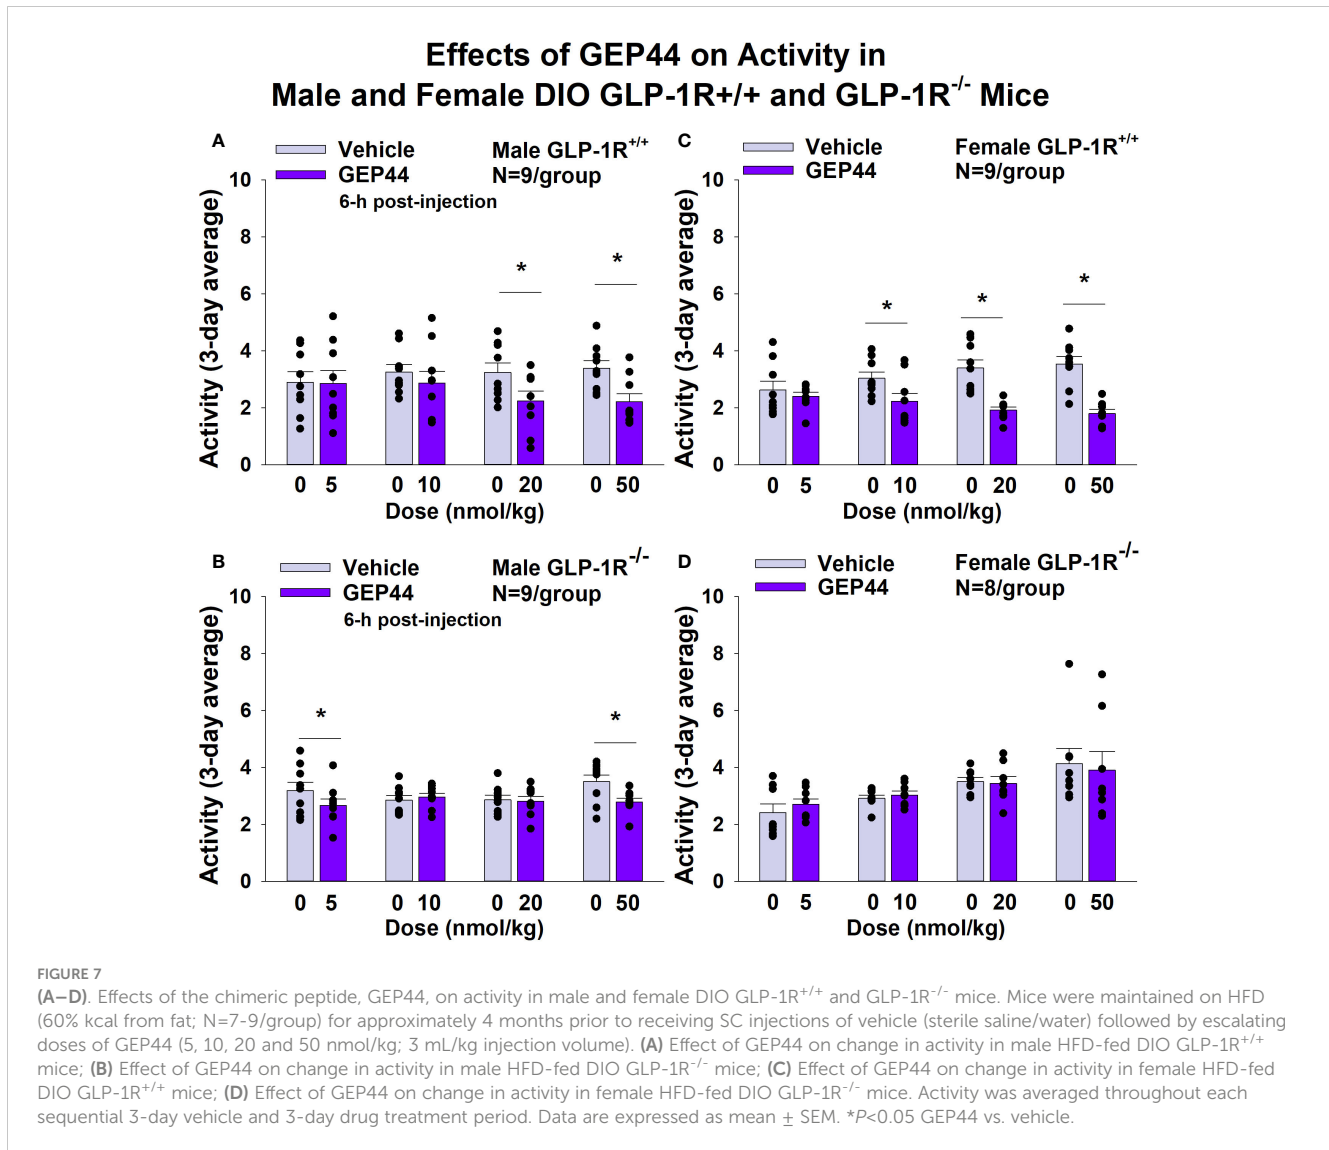 Effects of GEP44 on Activity in
Male and Female DIO GLP-1R+/+ and GLP-1R-/- Mice
A
Vehicle
GEP44
6-h post-injection
Male GLP-1R+/+
N=9/group
Activity (3-day average)
10
8
6
4
2
0
* *
0 5 0 10 0 20 0 50
Dose (nmol/kg)
C
Vehicle
GEP44
Female GLP-1R+/+
N=9/group
Activity (3-day average)
10
8
6
4
2
0
* * *
0 5 0 10 0 20 0 50
Dose (nmol/kg)
B
Vehicle
GEP44
6-h post-injection
Male GLP-1R-/-
N=9/group
Activity (3-day average)
10
8
6
4
2
0
* *
0 5 0 10 0 20 0 50
Dose (nmol/kg)
D
Vehicle
GEP44
Female GLP-1R-/-
N=8/group
Activity (3-day average)
10
8
6
4
2
0
0 5 0 10 0 20 0 50
Dose (nmol/kg)
FIGURE 7
(A–D). Effects of the chimeric peptide, GEP44, on activity in male and female DIO GLP-1R+/+ and GLP-1R-/- mice. Mice were maintained on HFD
(60% kcal from fat; N=7-9/group) for approximately 4 months prior to receiving SC injections of vehicle (sterile saline/water) followed by escalating
doses of GEP44 (5, 10, 20 and 50 nmol/kg; 3 mL/kg injection volume). (A) Effect of GEP44 on change in activity in male HFD-fed DIO GLP-1R+/+
mice; (B) Effect of GEP44 on change in activity in male HFD-fed DIO GLP-1R-/- mice; (C) Effect of GEP44 on change in activity in female HFD-fed
DIO GLP-1R+/+ mice; (D) Effect of GEP44 on change in activity in female HFD-fed DIO GLP-1R-/- mice. Activity was averaged throughout each
sequential 3-day vehicle and 3-day drug treatment period. Data are expressed as mean ± SEM. *P<0.05 GEP44 vs. vehicle.